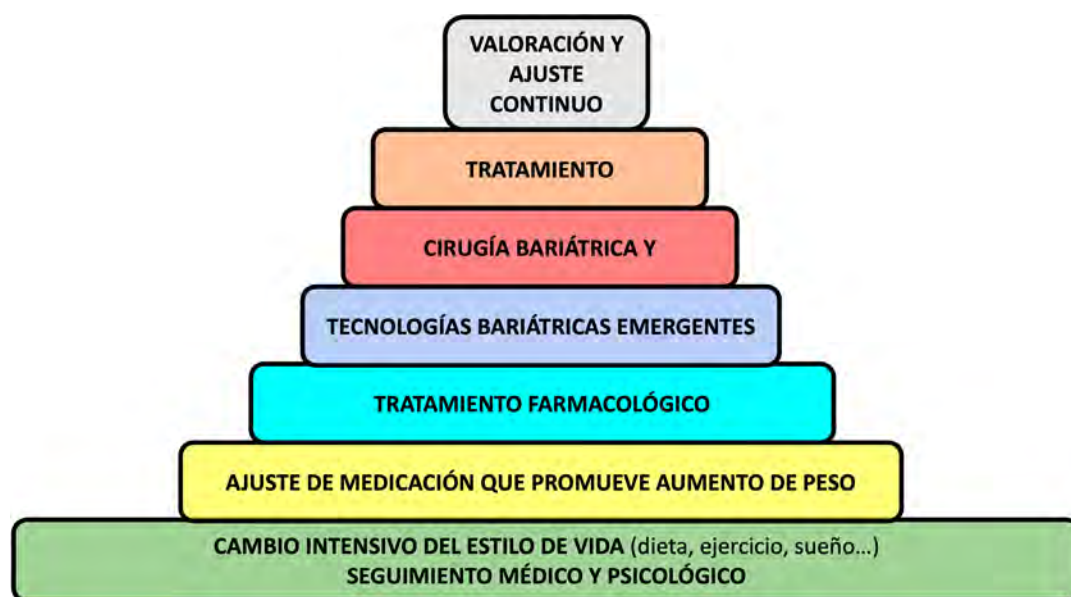 VALORACIÓN Y
AJUSTE
CONTINUO
TRATAMIENTO
CIRUGÍA BARIÁTRICA Y
TECNOLOGÍAS BARIÁTRICAS EMERGENTES
TRATAMIENTO FARMACOLÓGICO
AJUSTE DE MEDICACIÓN QUE PROMUEVE AUMENTO DE PESO
CAMBIO INTENSIVO DEL ESTILO DE VIDA (dieta, ejercicio, sueño...)
SEGUIMIENTO MÉDICO Y PSICOLÓGICO